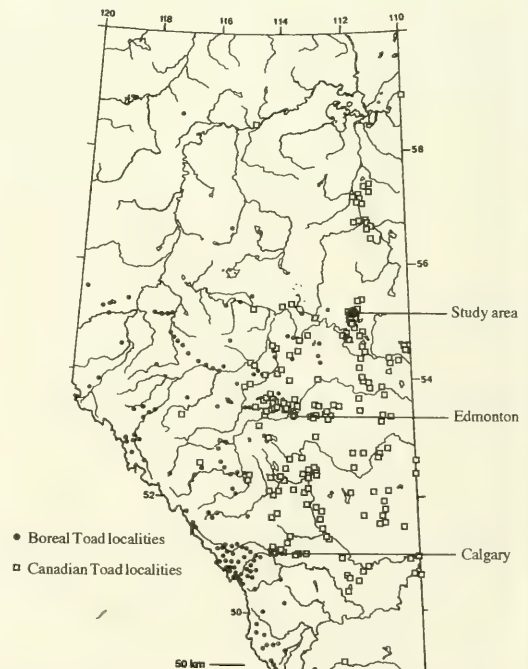 120
118
116
114
112
110
58
56
Study area
54
Edmonton
52
Boreal Toad localities
Canadian Toad localities
Calgary
50
50 km